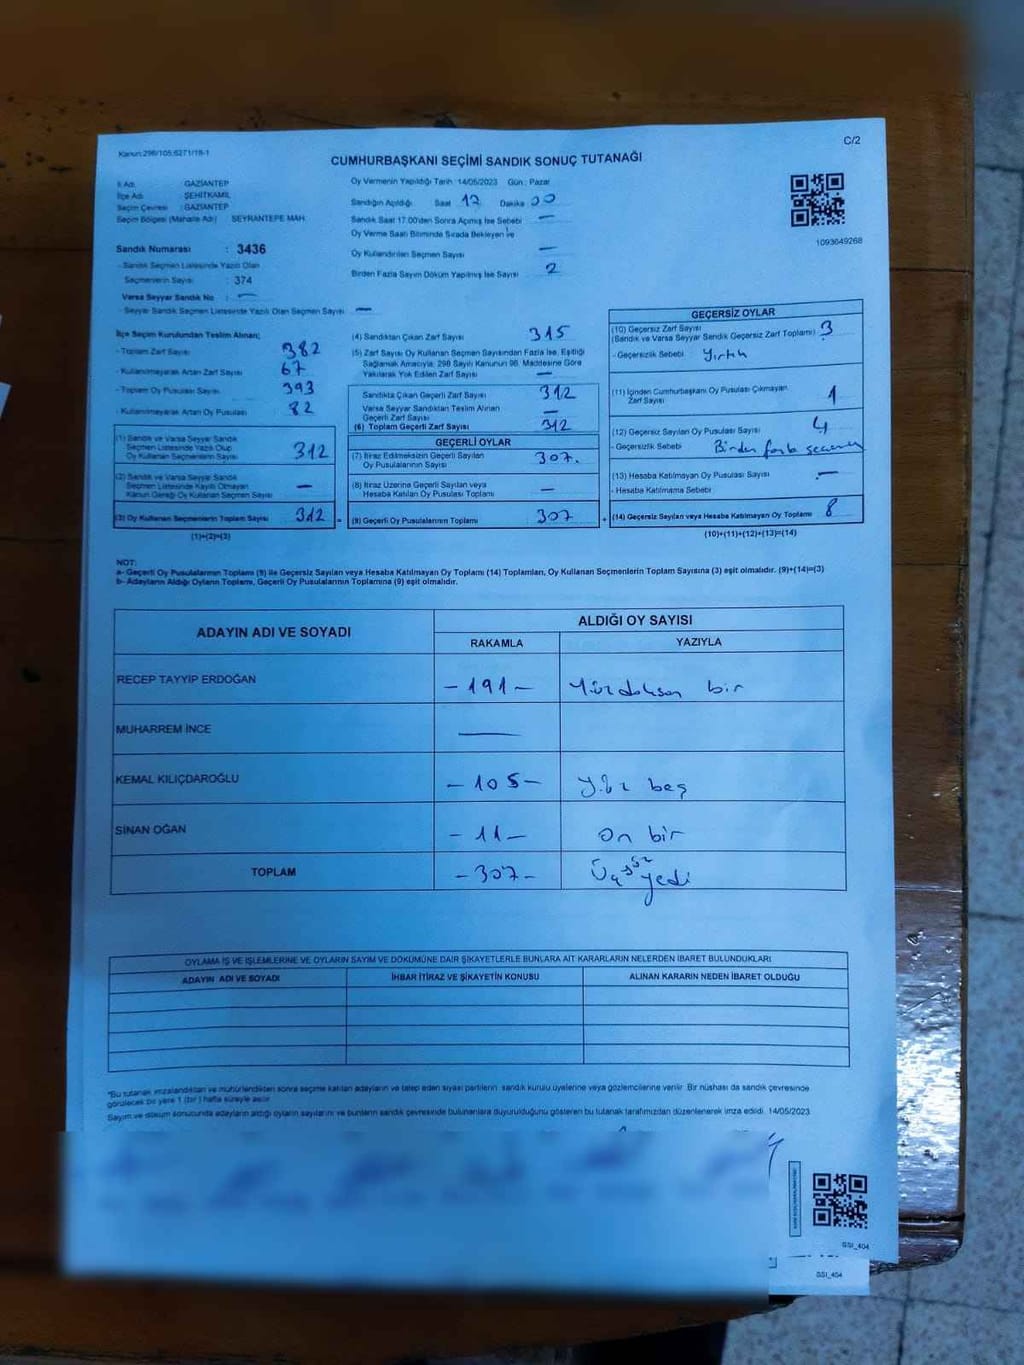 Kanun:298/105;6271/19-1
C/2
CUMHURBAŞKANI SEÇİMİ SANDIK SONUÇ TUTANAĞI
İl Adı : GAZİANTEP
İlçe Adı : ŞEHİTKAMİL
Seçim Çevresi : GAZİANTEP
Seçim Bölgesi (Mahalle Adı) : SEYRANTEPE MAH.
Sandık Numarası : 3436
- Sandık Seçmen Listesinde Yazılı Olan
Seçmenlerin Sayısı : 374
Varsa Seyyar Sandık No : —
- Seyyar Sandık Seçmen Listesinde Yazılı Olan Seçmen Sayısı : —
Oy Vermenin Yapıldığı Tarih :14/05/2023 Gün : Pazar
Sandığın Açıldığı Saat 17 Dakika 00
Sandık Saat 17.00'den Sonra Açılmış İse Sebebi —
Oy Verme Saati Bitiminde Sırada Bekleyen ve
Oy Kullandırılan Seçmen Sayısı —
Birden Fazla Sayım Döküm Yapılmış İse Sayısı 2
1093649268
İlçe Seçim Kurulundan Teslim Alınan;
- Toplam Zarf Sayısı 382
- Kullanılmayarak Artan Zarf Sayısı 67
- Toplam Oy Pusulası Sayısı 393
- Kullanılmayarak Artan Oy Pusulası 82
(1) Sandık ve Varsa Seyyar Sandık
Seçmen Listesinde Yazılı Olup
Oy Kullanan Seçmenlerin Sayısı 312
(2) Sandık ve Varsa Seyyar Sandık
Seçmen Listesinde Kayıtlı Olmayan
Kanun Gereği Oy Kullanan Seçmen Sayısı —
(3) Oy Kullanan Seçmenlerin Toplam Sayısı 312 =
(1)+(2)=(3)
(4) Sandıktan Çıkan Zarf Sayısı 315
(5) Zarf Sayısı Oy Kullanan Seçmen Sayısından Fazla İse, Eşitliği
Sağlamak Amacıyla, 298 Sayılı Kanunun 98. Maddesine Göre
Yakılarak Yok Edilen Zarf Sayısı —
Sandıkta Çıkan Geçerli Zarf Sayısı 312
Varsa Seyyar Sandıktan Teslim Alınan
Geçerli Zarf Sayısı —
(6) Toplam Geçerli Zarf Sayısı 312
GEÇERLİ OYLAR
(7) İtiraz Edilmeksizin Geçerli Sayılan
Oy Pusulalarının Sayısı 307.
(8) İtiraz Üzerine Geçerli Sayılan veya
Hesaba Katılan Oy Pusulası Toplamı —
(9) Geçerli Oy Pusulalarının Toplamı 307 +
GEÇERSİZ OYLAR
(10) Geçersiz Zarf Sayısı
(Sandık ve Varsa Seyyar Sandık Geçersiz Zarf Toplamı) 3
- Geçersizlik Sebebi Yırtık
(11) İçinden Cumhurbaşkanı Oy Pusulası Çıkmayan
Zarf Sayısı 1
(12) Geçersiz Sayılan Oy Pusulası Sayısı 4
- Geçersizlik Sebebi Birden fazla
(13) Hesaba Katılmayan Oy Pusulası Sayısı —
- Hesaba Katılmama Sebebi
(14) Geçersiz Sayılan veya Hesaba Katılmayan Oy Toplamı 8
(10)+(11)+(12)+(13)=(14)
NOT:
a- Geçerli Oy Pusulalarının Toplamı (9) ile Geçersiz Sayılan veya Hesaba Katılmayan Oy Toplamı (14) Toplamları, Oy Kullanan Seçmenlerin Toplam Sayısına (3) eşit olmalıdır. (9)+(14)=(3)
b- Adayların Aldığı Oyların Toplamı, Geçerli Oy Pusulalarının Toplamına (9) eşit olmalıdır.
ADAYIN ADI VE SOYADI ALDIĞI OY SAYISI
RAKAMLA YAZIYLA
RECEP TAYYİP ERDOĞAN -191- Yüzdoksan bir
MUHARREM İNCE —
KEMAL KILIÇDAROĞLU -105- yüz beş
SİNAN OĞAN -11- on bir
TOPLAM -307- Üçyüz yedi
OYLAMA İŞ VE İŞLEMLERİNE VE OYLARIN SAYIM VE DÖKÜMÜNE DAİR ŞİKAYETLERLE BUNLARA AİT KARARLARIN NELERDEN İBARET BULUNDUKLARI
ADAYIN ADI VE SOYADI İHBAR İTİRAZ VE ŞİKAYETİN KONUSU ALINAN KARARIN NEDEN İBARET OLDUĞU
*Bu tutanak imzalandıktan ve mühürlendikten sonra seçime katılan adayların ve talep eden siyasi partilerin sandık kurulu üyelerine veya gözlemcilerine verilir. Bir nüshası da sandık çevresinde
görülecek bir yere 1 (bir) hafta süreyle asılır.
Sayım ve döküm sonucunda adayların aldığı oyların sayılarını ve bunların sandık çevresinde bulunanlara duyurulduğunu gösteren bu tutanak tarafımızdan düzenlenerek imza edildi. 14/05/2023
GSI_404
GSI_404